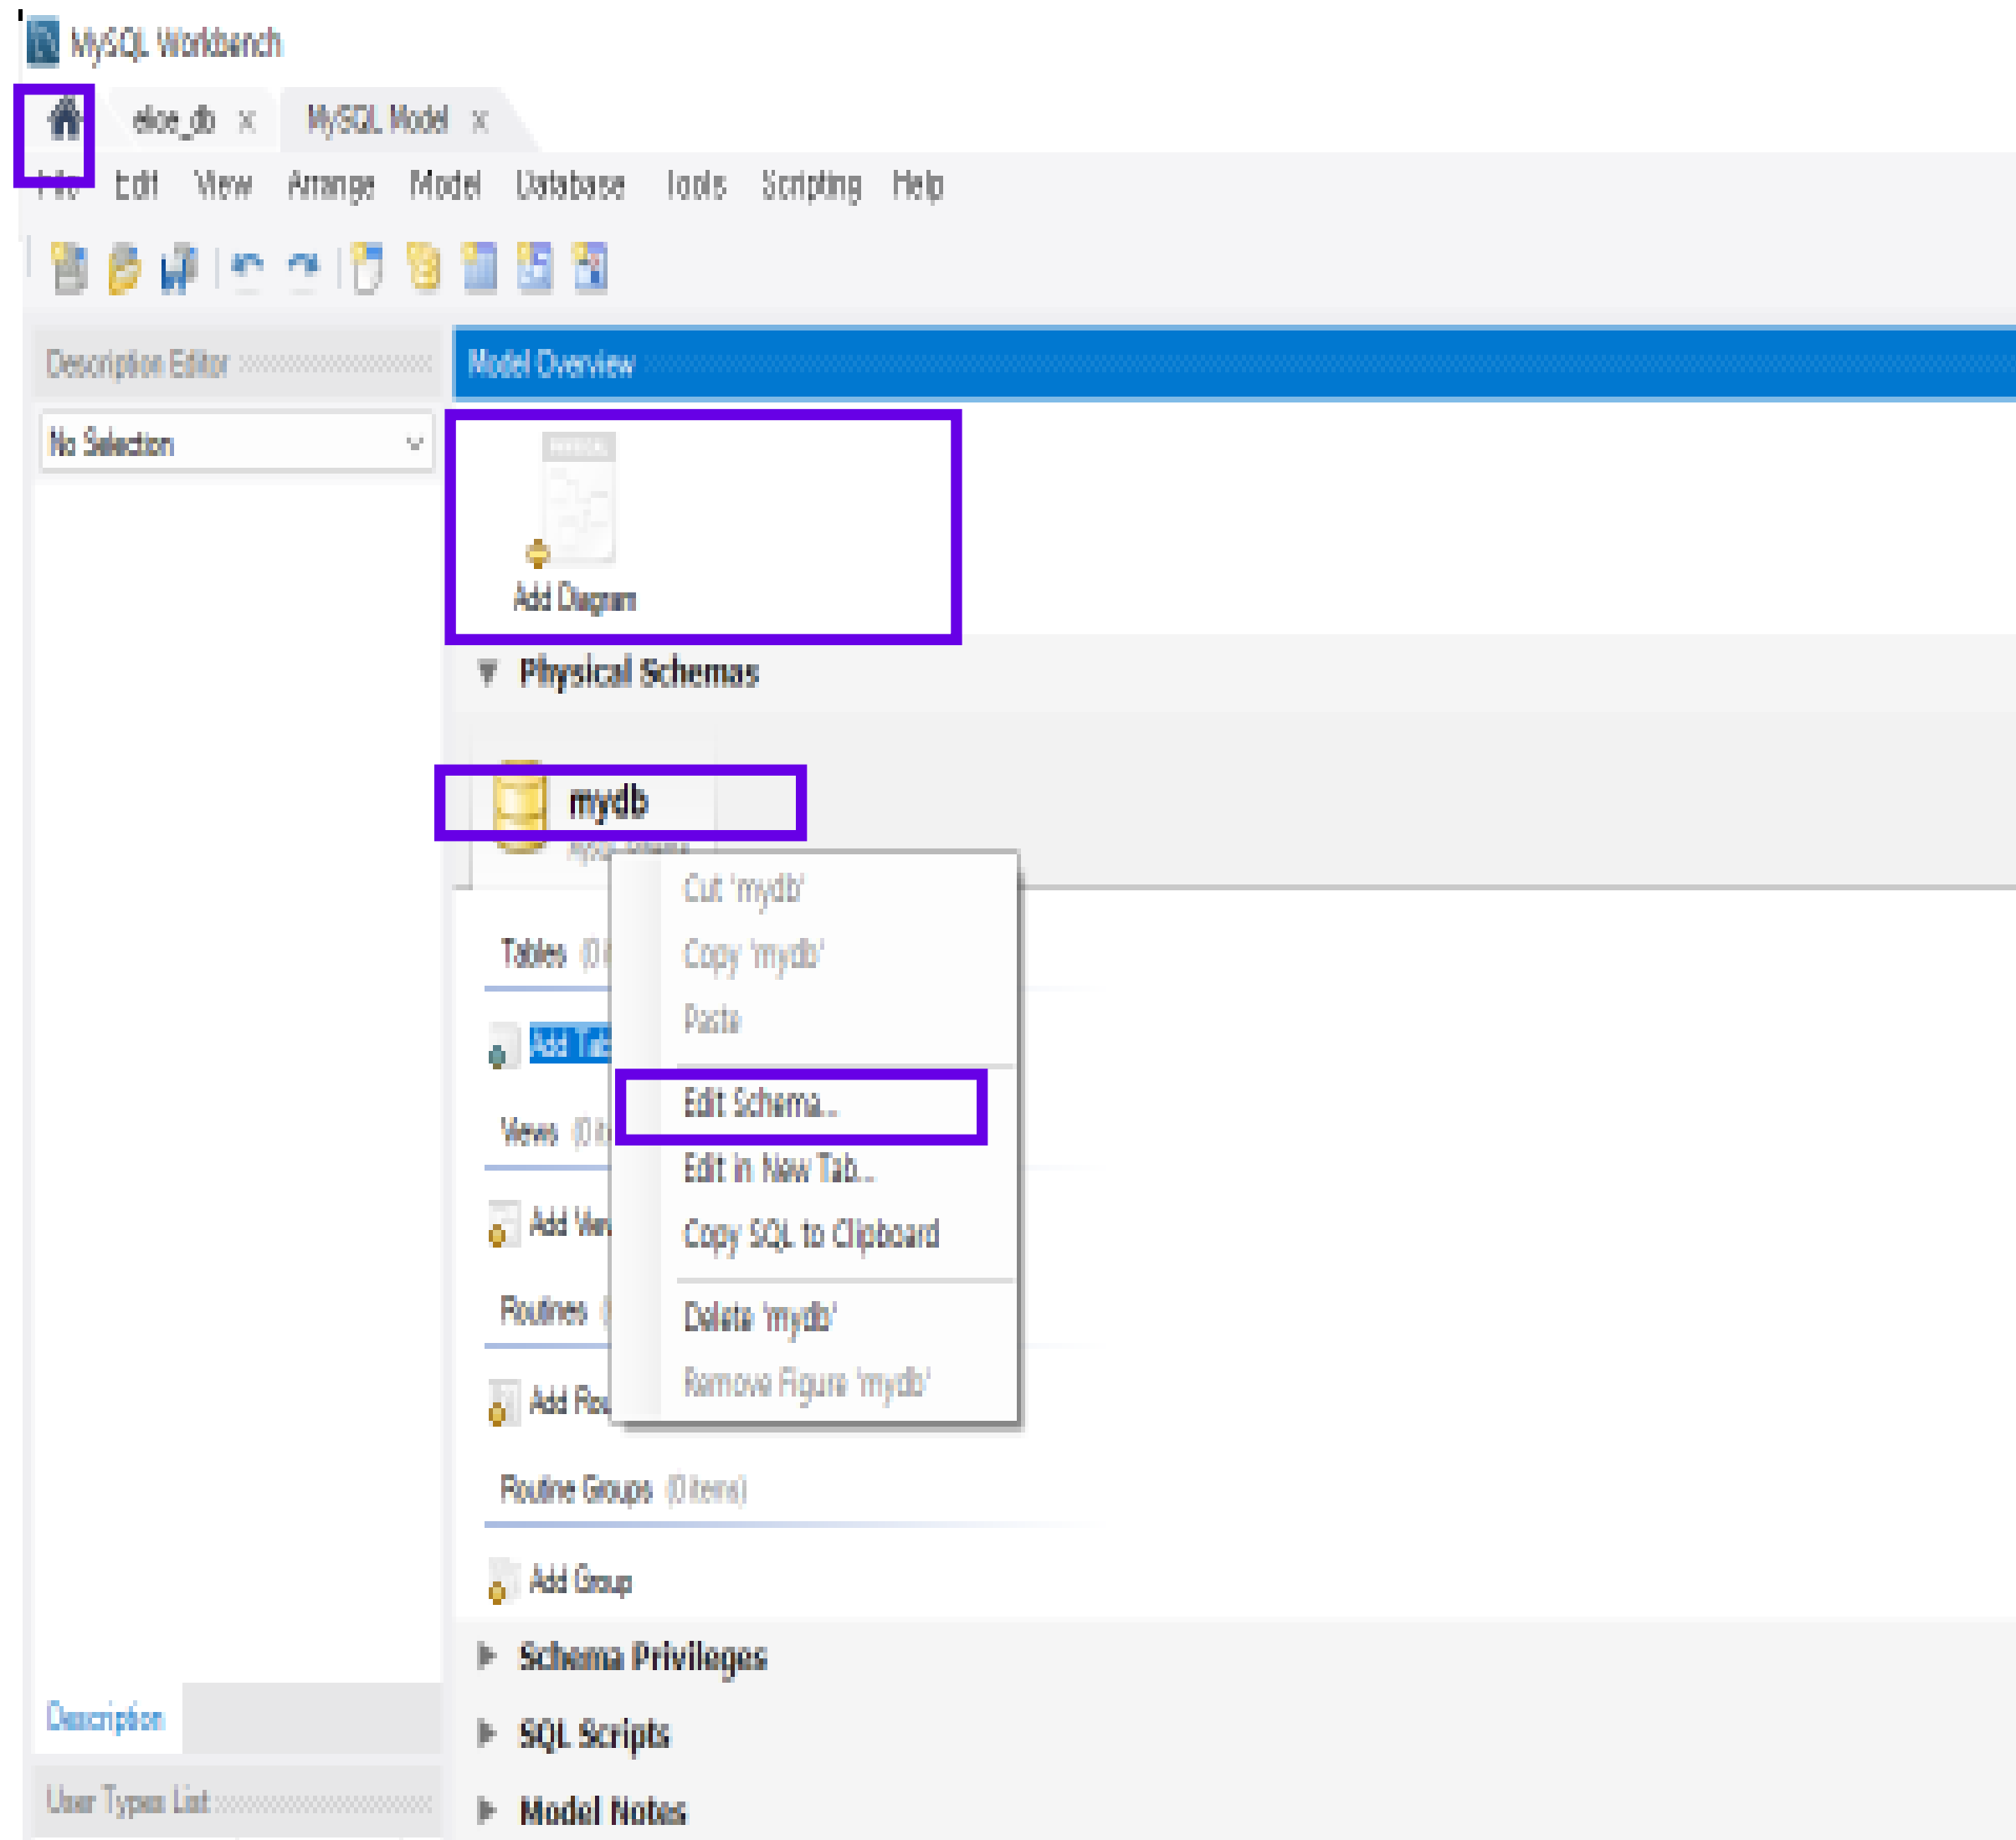 MySQL Workbench
MySQL Model
Edit View Arrange Model Database Tools Scripting Help
Description Editor
Model Overview
No Selection
Add Diagram
Physical Schemas
mydb
Cut 'mydb'
Tables
Copy 'mydb'
Paste
Add
Edit Schema...
Views
Edit in New Tab...
Add
Copy SQL to Clipboard
Routines
Delete 'mydb'
Remove Figure 'mydb'
Add
Routine Groups (0 items)
Add Group
Schema Privileges
Description
SQL Scripts
User Types List
Model Notes